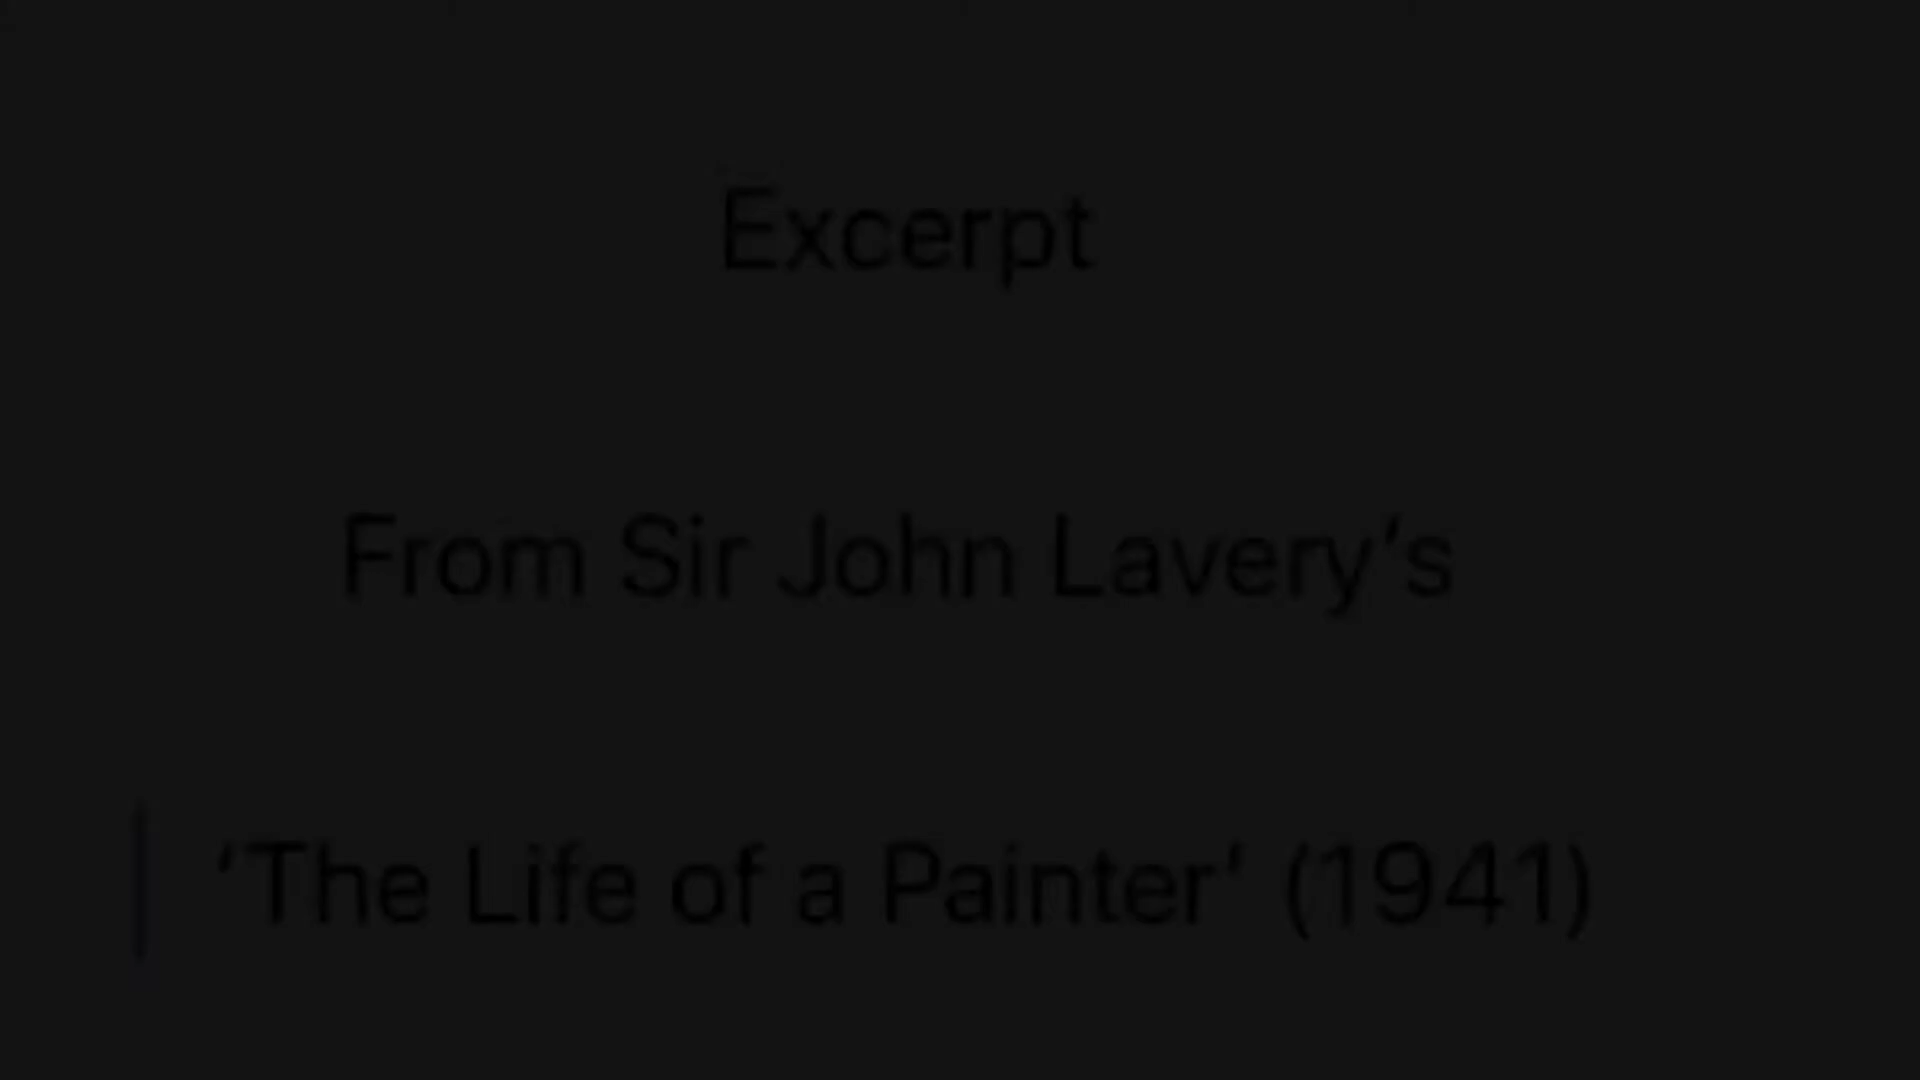 Excerpt
From Sir John Lavery’s
‘The Life of a Painter’ (1941)